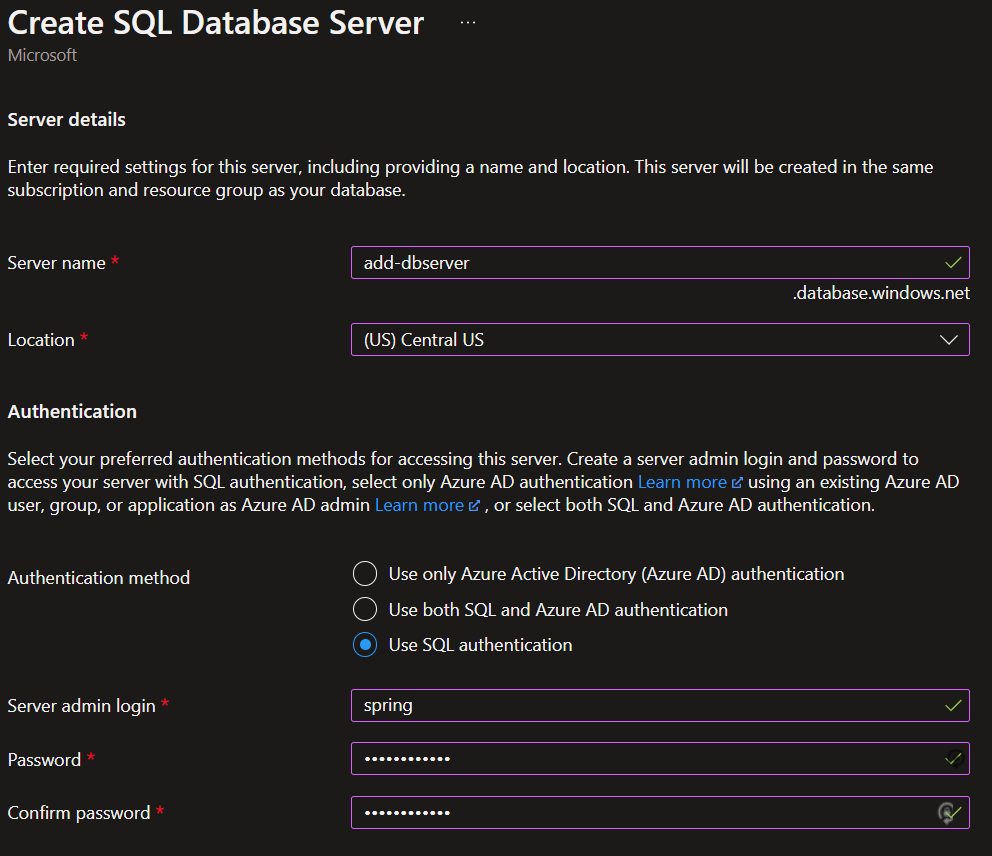 Create SQL Database Server ...
Microsoft
Server details
Enter required settings for this server, including providing a name and location. This server will be created in the same
subscription and resource group as your database.
Server name *
add-dbserver
.database.windows.net
Location *
(US) Central US
Authentication
Select your preferred authentication methods for accessing this server. Create a server admin login and password to
access your server with SQL authentication, select only Azure AD authentication Learn more using an existing Azure AD
user, group, or application as Azure AD admin Learn more , or select both SQL and Azure AD authentication.
Authentication method
Use only Azure Active Directory (Azure AD) authentication
Use both SQL and Azure AD authentication
Use SQL authentication
Server admin login *
spring
Password *
••••••••••••
Confirm password *
••••••••••••